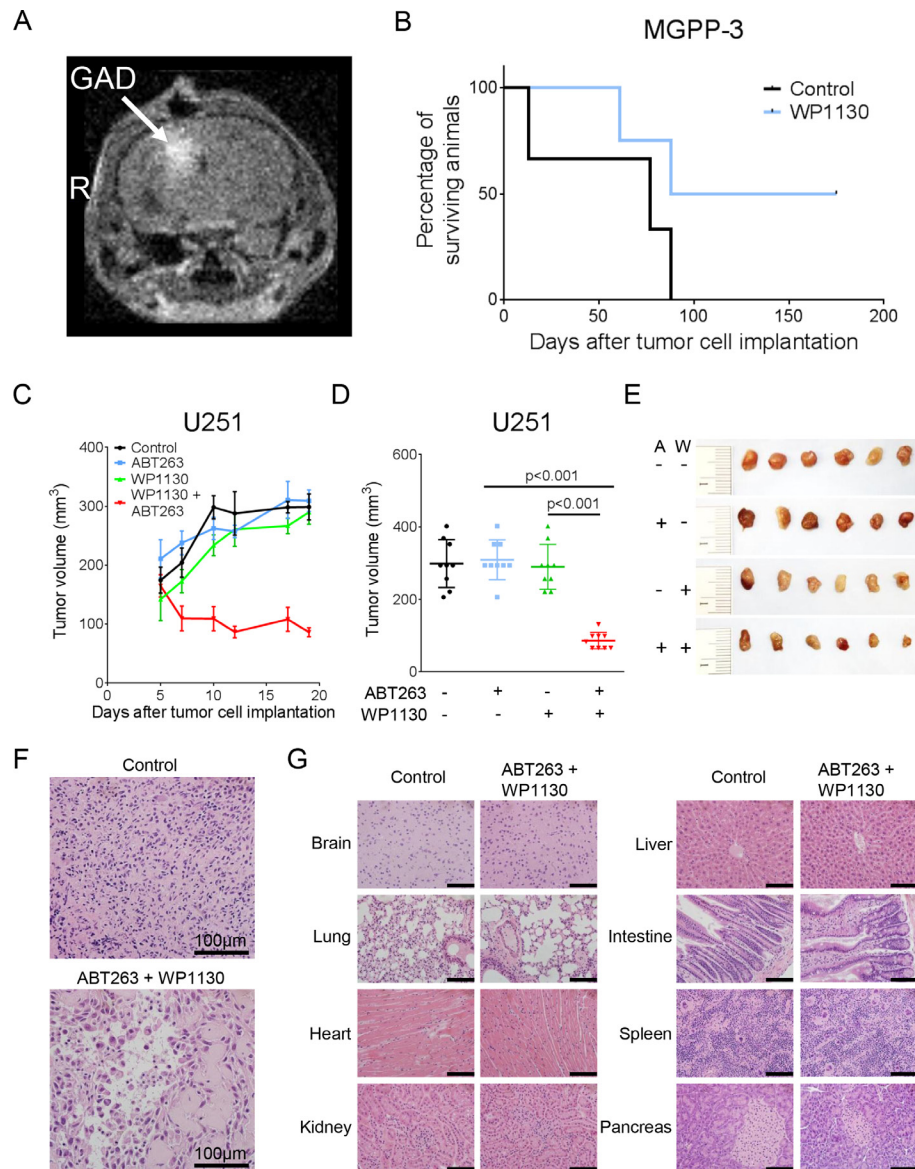 A
GAD
R
B
MGPP-3
Percentage of
surviving animals
100
50
0
0
50
100
150
200
Control
WP1130
Days after tumor cell implantation
C
U251
Tumor volume (mm³)
400
300
200
100
0
0
5
10
15
20
Control
ABT263
WP1130
WP1130 +
ABT263
Days after tumor cell implantation
D
U251
Tumor volume (mm³)
600
400
200
0
p<0.001
p<0.001
ABT263 - + - +
WP1130 - - + +
E
A W
- -
+ -
- +
+ +
1
1
1
1
F
Control
100µm
ABT263 + WP1130
100µm
G
Control
ABT263 +
WP1130
Brain
Lung
Heart
Kidney
Control
ABT263 +
WP1130
Liver
Intestine
Spleen
Pancreas